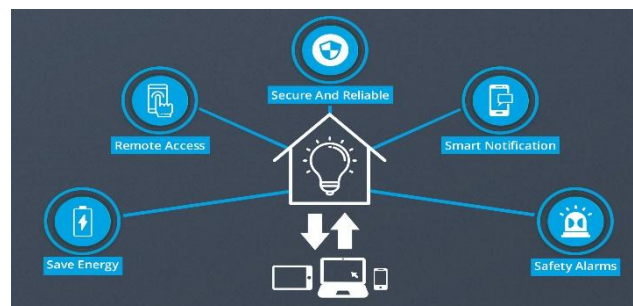 Secure And Reliable
Remote Access
Smart Notification
Save Energy
Safety Alarms